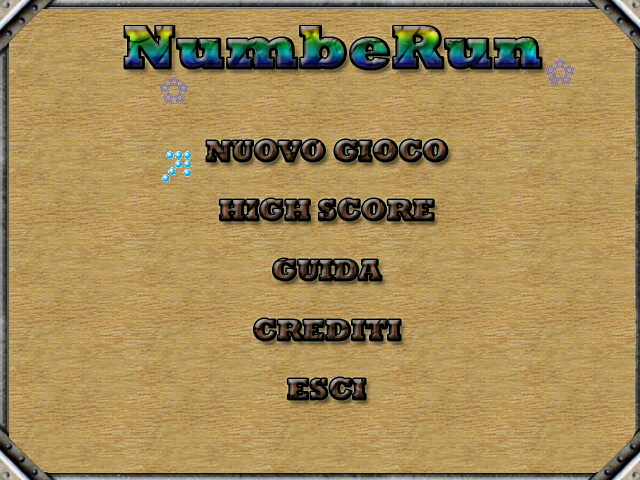 NumbeRun
NUOVO GIOCO
HIGH SCORE
GUIDA
CREDITI
ESCI